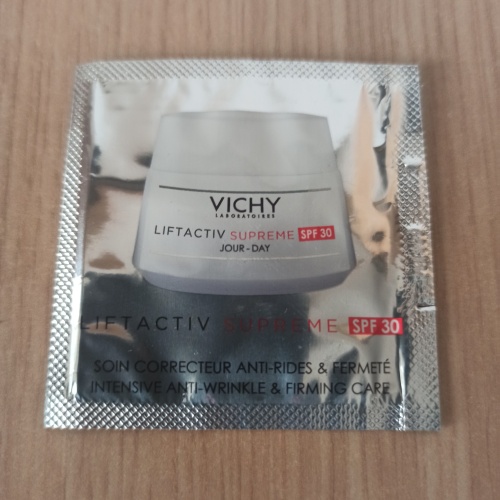 VICHY
LABORATOIRES
LIFTACTIV SUPREME SPF 30
JOUR - DAY
LIFTACTIV SUPREME SPF 30
SOIN CORRECTEUR ANTI-RIDES & FERMETÉ
INTENSIVE ANTI-WRINKLE & FIRMING CARE